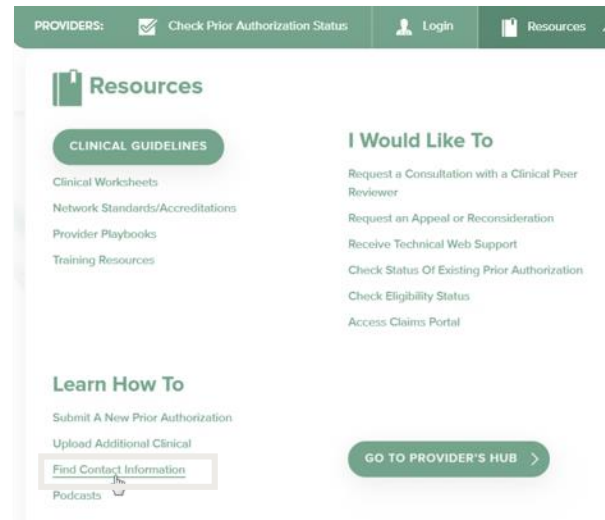 PROVIDERS:
Check Prior Authorization Status
Login
Resources
Resources
CLINICAL GUIDELINES
Clinical Worksheets
Network Standards/Accreditations
Provider Playbooks
Training Resources
I Would Like To
Request a Consultation with a Clinical Peer
Reviewer
Request an Appeal or Reconsideration
Receive Technical Web Support
Check Status Of Existing Prior Authorization
Check Eligibility Status
Access Claims Portal
Learn How To
Submit A New Prior Authorization
Upload Additional Clinical
Find Contact Information
Podcasts
GO TO PROVIDER'S HUB